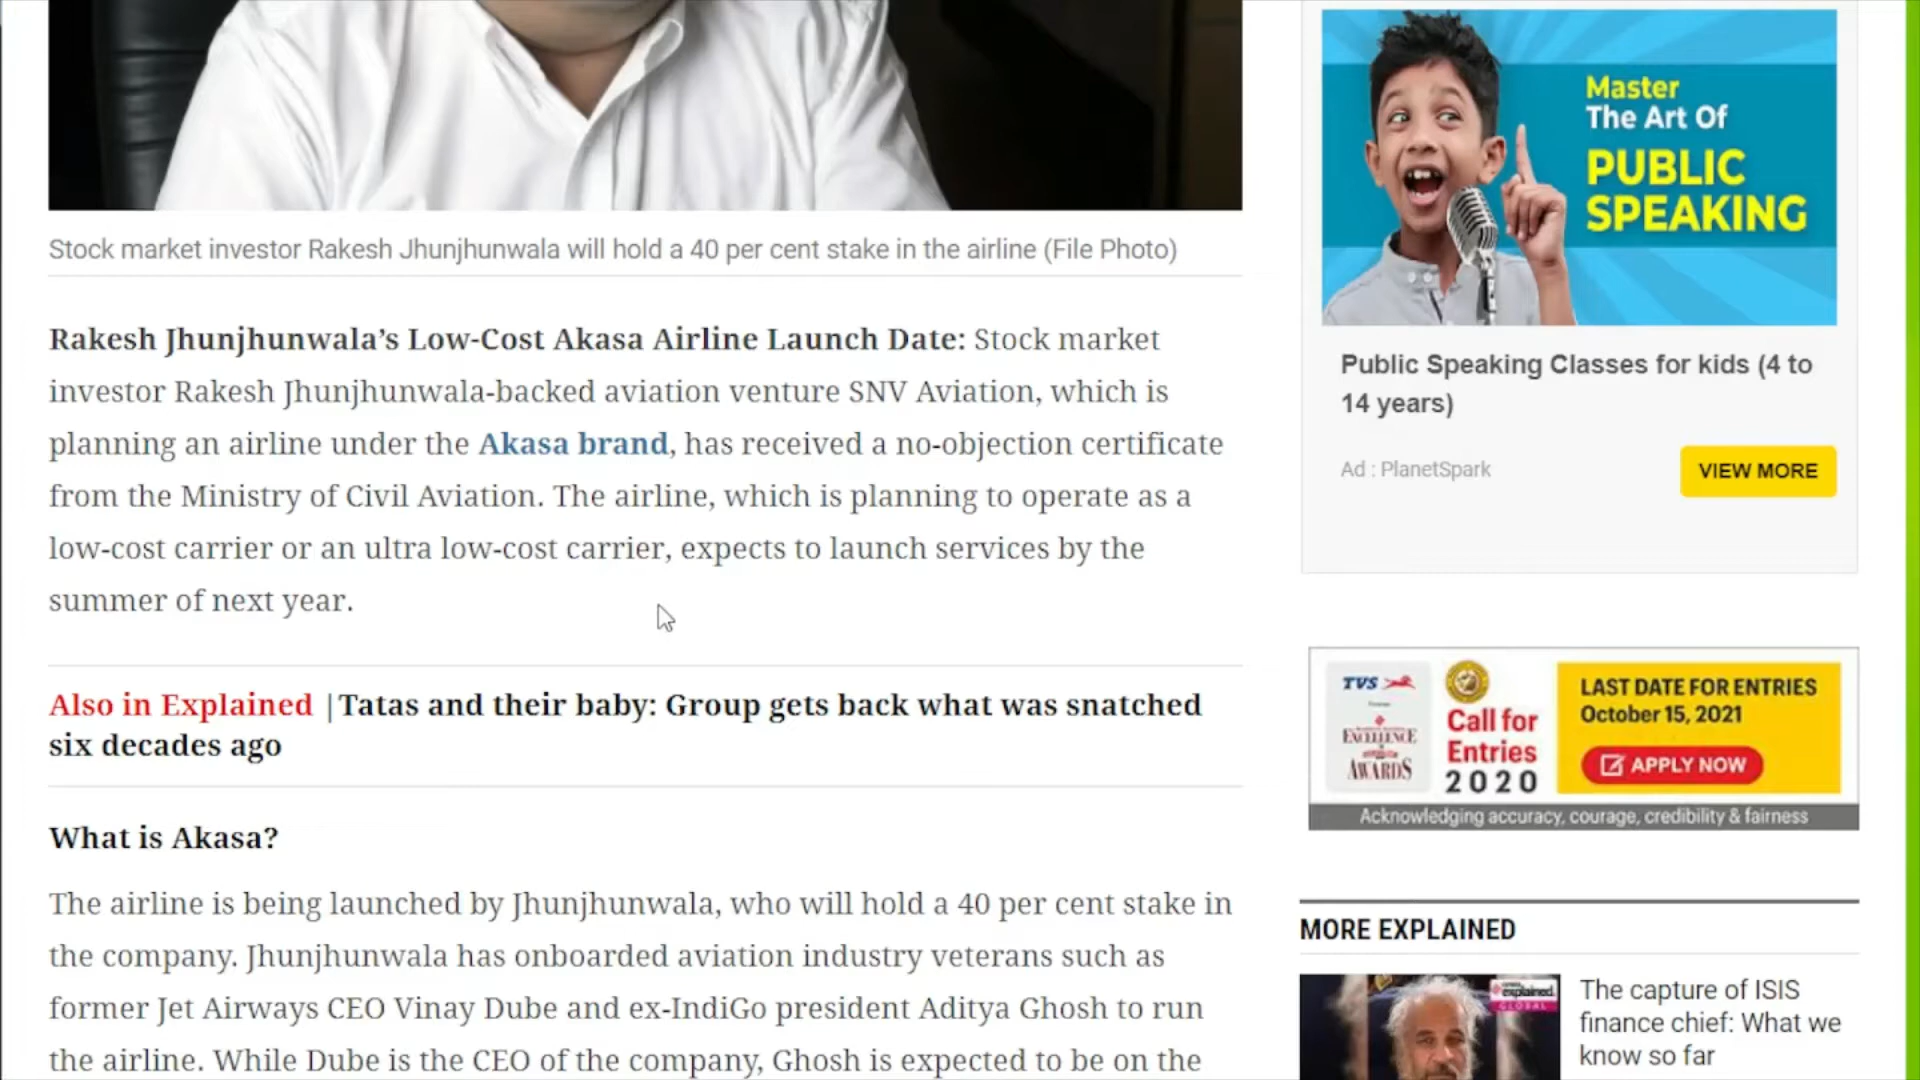 Stock market investor Rakesh Jhunjhunwala will hold a 40 per cent stake in the airline (File Photo)
Rakesh Jhunjhunwala’s Low-Cost Akasa Airline Launch Date: Stock market
investor Rakesh Jhunjhunwala-backed aviation venture SNV Aviation, which is
planning an airline under the Akasa brand, has received a no-objection certificate
from the Ministry of Civil Aviation. The airline, which is planning to operate as a
low-cost carrier or an ultra low-cost carrier, expects to launch services by the
summer of next year.
Also in Explained |Tatas and their baby: Group gets back what was snatched
six decades ago
What is Akasa?
The airline is being launched by Jhunjhunwala, who will hold a 40 per cent stake in
the company. Jhunjhunwala has onboarded aviation industry veterans such as
former Jet Airways CEO Vinay Dube and ex-IndiGo president Aditya Ghosh to run
the airline. While Dube is the CEO of the company, Ghosh is expected to be on the
Master
The Art Of
PUBLIC
SPEAKING
Public Speaking Classes for kids (4 to
14 years)
Ad : PlanetSpark
VIEW MORE
TVS
EXCELLENCE
AWARDS
Call for
Entries
2020
LAST DATE FOR ENTRIES
October 15, 2021
APPLY NOW
Acknowledging accuracy, courage, credibility & fairness
MORE EXPLAINED
explained.
GLOBAL
The capture of ISIS
finance chief: What we
know so far